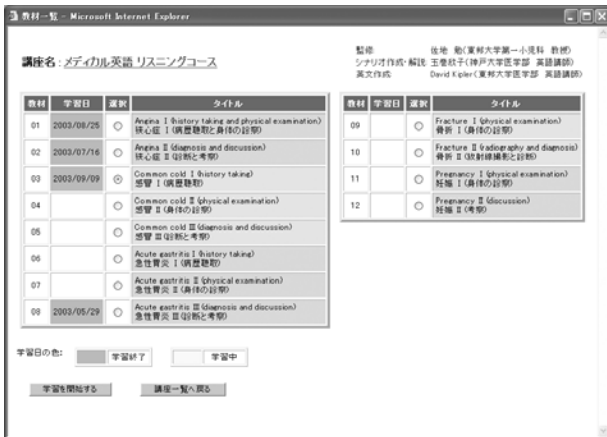 教材一覧 - Microsoft Internet Explorer
監修 佐地 勉(東邦大学第一小児科 教授)
講座名:メディカル英語 リスニングコース
シナリオ作成・解説 玉巻欣子(神戸大学医学部 英語講師)
英文作成 David Kipler(東邦大学医学部 英語講師)
教材 学習日 選択 タイトル
01 2003/08/25 Angina Ⅰ (history taking and physical examination)
狭心症 Ⅰ (病歴聴取と身体の診察)
02 2003/07/16 Angina Ⅱ (diagnosis and discussion)
狭心症 Ⅱ (診断と考察)
03 2003/09/09 Common cold Ⅰ (history taking)
感冒 Ⅰ (病歴聴取)
04 Common cold Ⅱ (physical examination)
感冒 Ⅱ (身体の診察)
05 Common cold Ⅲ (diagnosis and discussion)
感冒 Ⅲ (診断と考察)
06 Acute gastritis Ⅰ (history taking)
急性胃炎 Ⅰ (病歴聴取)
07 Acute gastritis Ⅱ (physical examination)
急性胃炎 Ⅱ (身体の診察)
08 2003/05/29 Acute gastritis Ⅲ (diagnosis and discussion)
急性胃炎 Ⅲ (診断と考察)
教材 学習日 選択 タイトル
09 Fracture Ⅰ (physical examination)
骨折 Ⅰ (身体の診察)
10 Fracture Ⅱ (radiography and diagnosis)
骨折 Ⅱ (放射線撮影と診断)
11 Pregnancy Ⅰ (physical examination)
妊娠 Ⅰ (身体の診察)
12 Pregnancy Ⅱ (discussion)
妊娠 Ⅱ (考察)
学習日の色: 学習終了 学習中
学習を開始する 講座一覧へ戻る